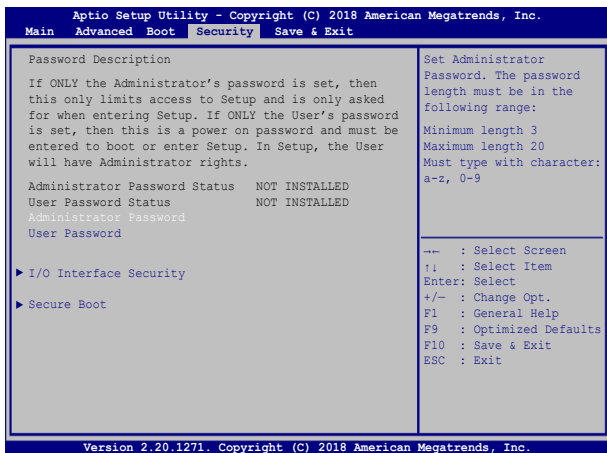 Aptio Setup Utility - Copyright (C) 2018 American Megatrends, Inc.
Main Advanced Boot Security Save & Exit
Password Description
If ONLY the Administrator's password is set, then
this only limits access to Setup and is only asked
for when entering Setup. If ONLY the User's password
is set, then this is a power on password and must be
entered to boot or enter Setup. In Setup, the User
will have Administrator rights.
Administrator Password Status NOT INSTALLED
User Password Status NOT INSTALLED
Administrator Password
User Password
▶ I/O Interface Security
▶ Secure Boot
Set Administrator
Password. The password
length must be in the
following range:
Minimum length 3
Maximum length 20
Must type with character:
a-z, 0-9
→← : Select Screen
↑↓ : Select Item
Enter: Select
+/— : Change Opt.
F1 : General Help
F9 : Optimized Defaults
F10 : Save & Exit
ESC : Exit
Version 2.20.1271. Copyright (C) 2018 American Megatrends, Inc.